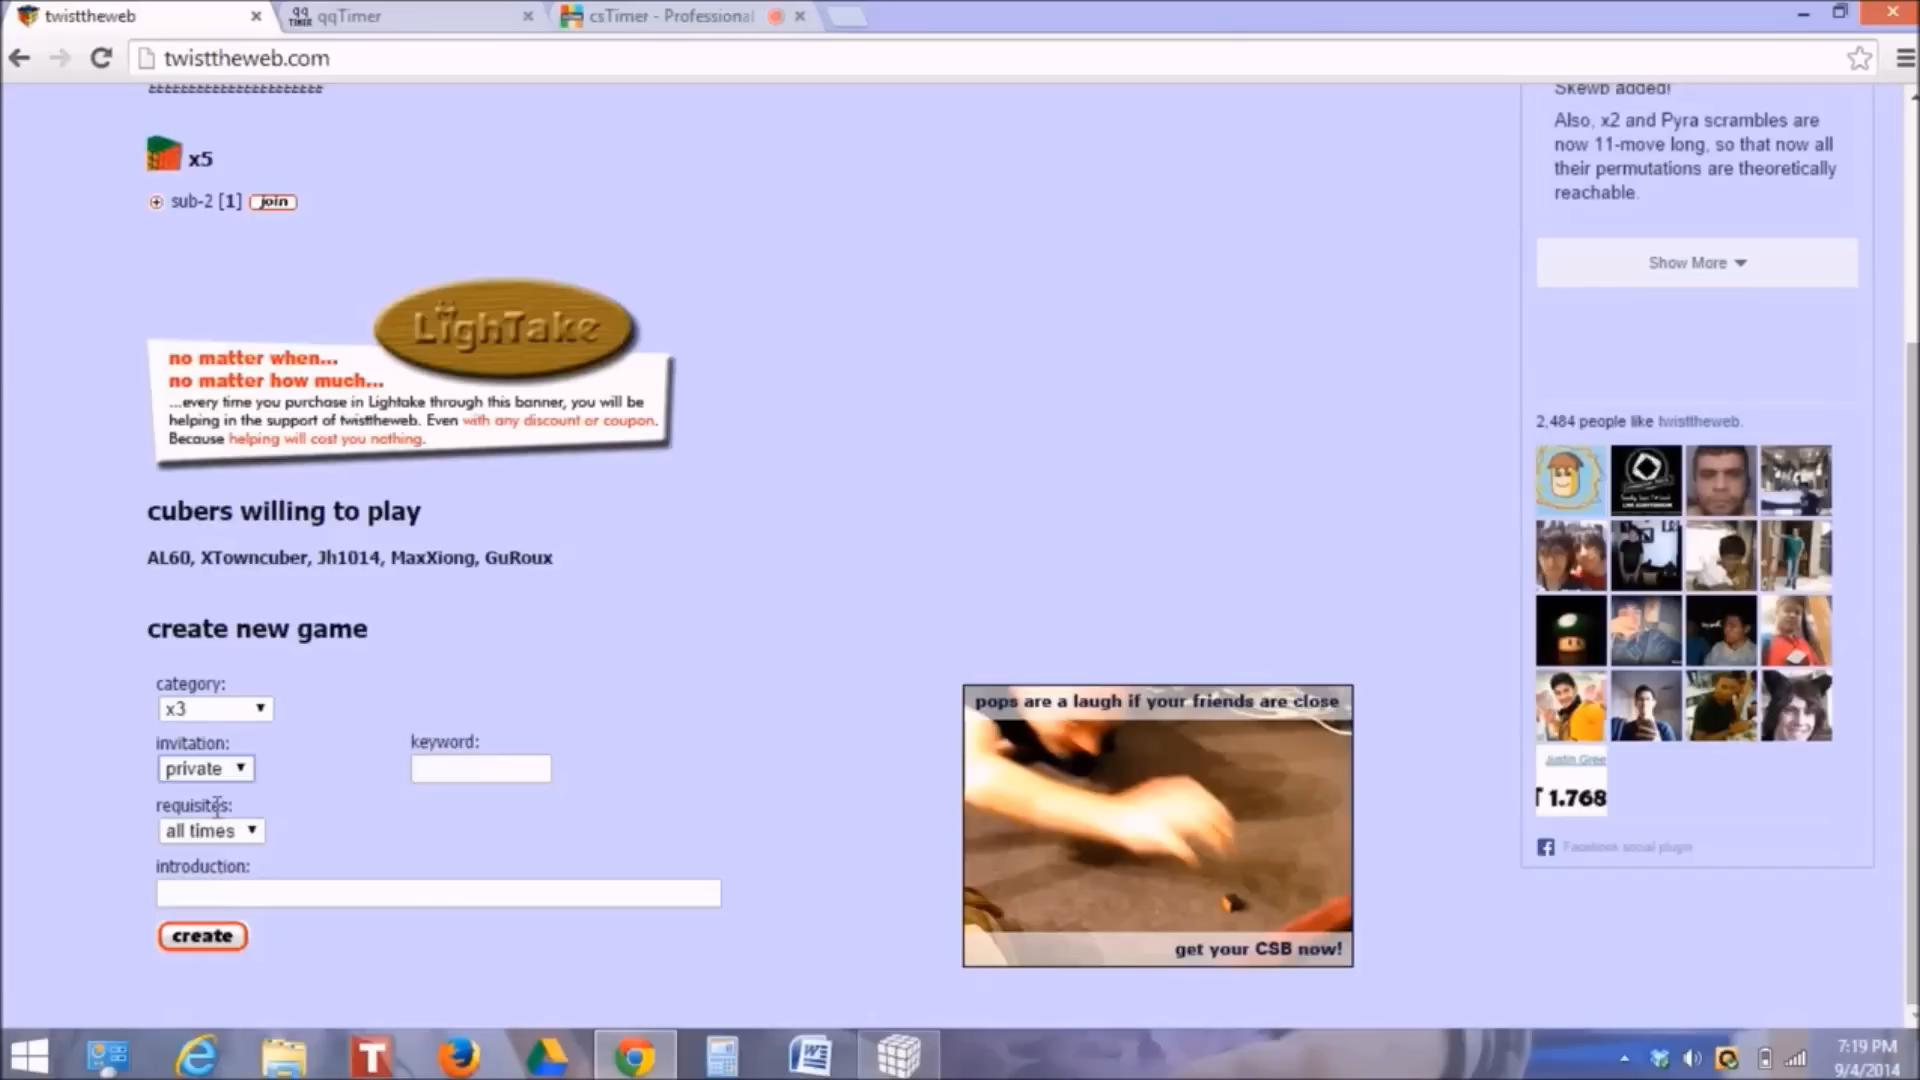 twisttheweb
qqTimer
csTimer - Professional
twisttheweb.com
x5
sub-2 [1] join
LighTake
no matter when...
no matter how much...
...every time you purchase in Lightake through this banner, you will be
helping in the support of twisttheweb. Even with any discount or coupon.
Because helping will cost you nothing.
cubers willing to play
AL60, XTowncuber, Jh1014, MaxXiong, GuRoux
create new game
category:
x3
invitation: keyword:
private
requisites:
all times
introduction:
create
pops are a laugh if your friends are close
get your CSB now!
Skewb added!
Also, x2 and Pyra scrambles are
now 11-move long, so that now all
their permutations are theoretically
reachable.
Show More
2,484 people like twisttheweb.
Justin Gree
1.768
Facebook social plugin
7:19 PM
9/4/2014